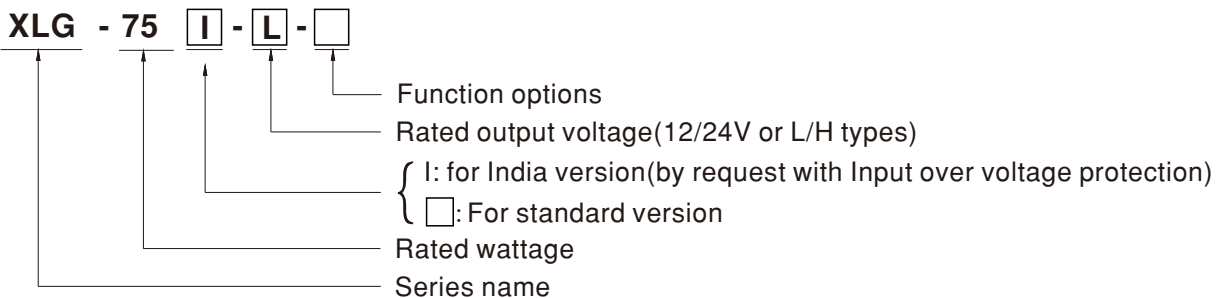 XLG - 75 I - L - □
Function options
Rated output voltage(12/24V or L/H types)
I: for India version(by request with Input over voltage protection)
□: For standard version
Rated wattage
Series name